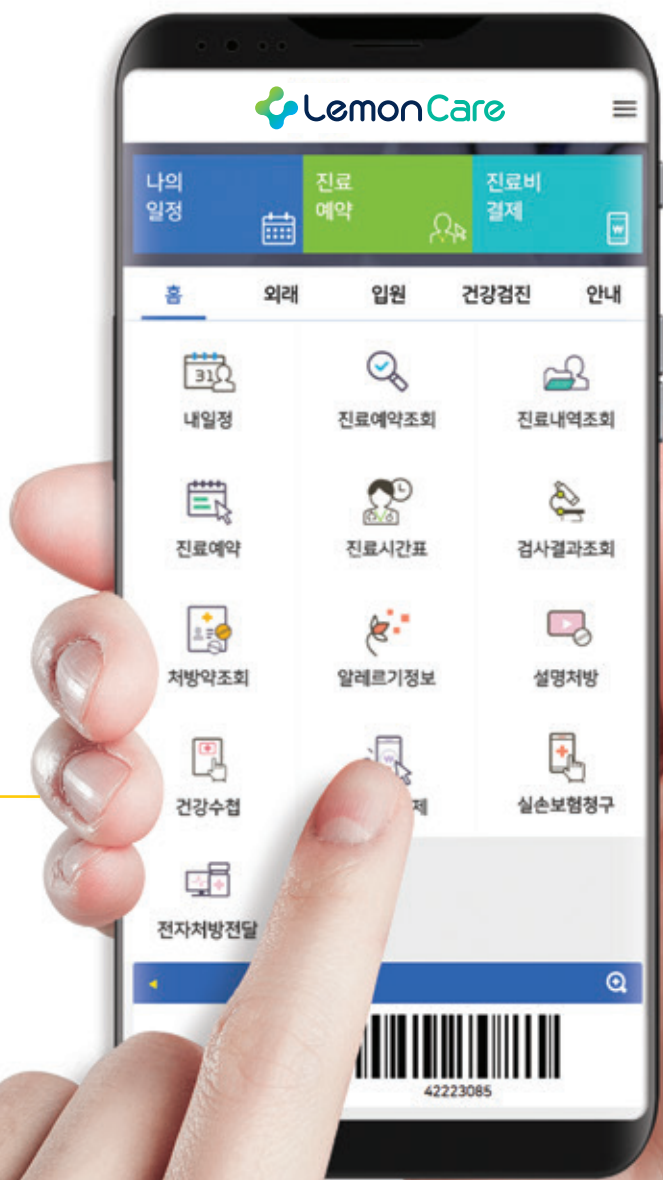 Lemon Care
나의
일정
진료
예약
진료비
결제
홈 외래 입원 건강검진 안내
31
내일정 진료예약조회 진료내역조회
진료예약 진료시간표 검사결과조회
처방약조회 알레르기정보 설명처방
건강수첩 제 실손보험청구
전자처방전달
42223085